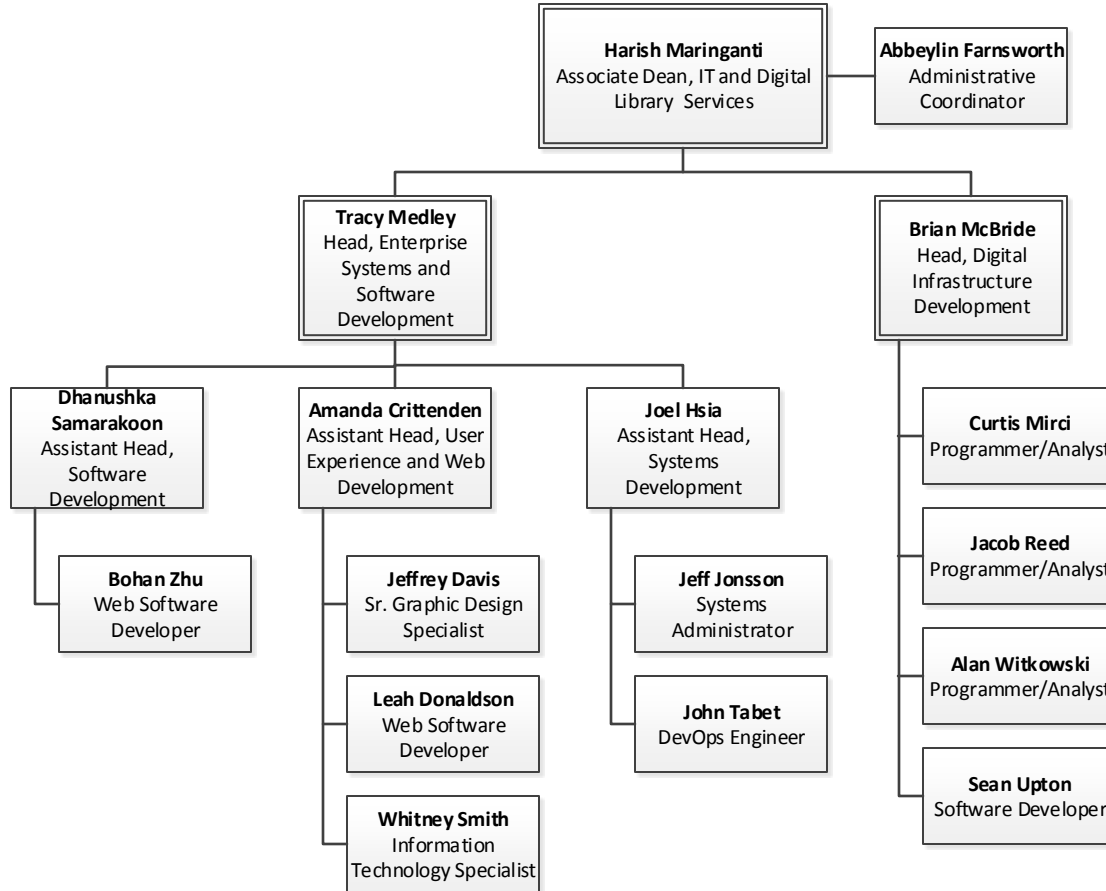 Harish Maringanti
Associate Dean, IT and Digital
Library Services
Abbeylin Farnsworth
Administrative
Coordinator
Tracy Medley
Head, Enterprise
Systems and
Software
Development
Brian McBride
Head, Digital
Infrastructure
Development
Dhanushka
Samarakoon
Assistant Head,
Software
Development
Amanda Crittenden
Assistant Head, User
Experience and Web
Development
Joel Hsia
Assistant Head,
Systems
Development
Curtis Mirci
Programmer/Analyst
Bohan Zhu
Web Software
Developer
Jeffrey Davis
Sr. Graphic Design
Specialist
Jeff Jonsson
Systems
Administrator
Jacob Reed
Programmer/Analyst
Leah Donaldson
Web Software
Developer
John Tabet
DevOps Engineer
Alan Witkowski
Programmer/Analyst
Whitney Smith
Information
Technology Specialist
Sean Upton
Software Developer